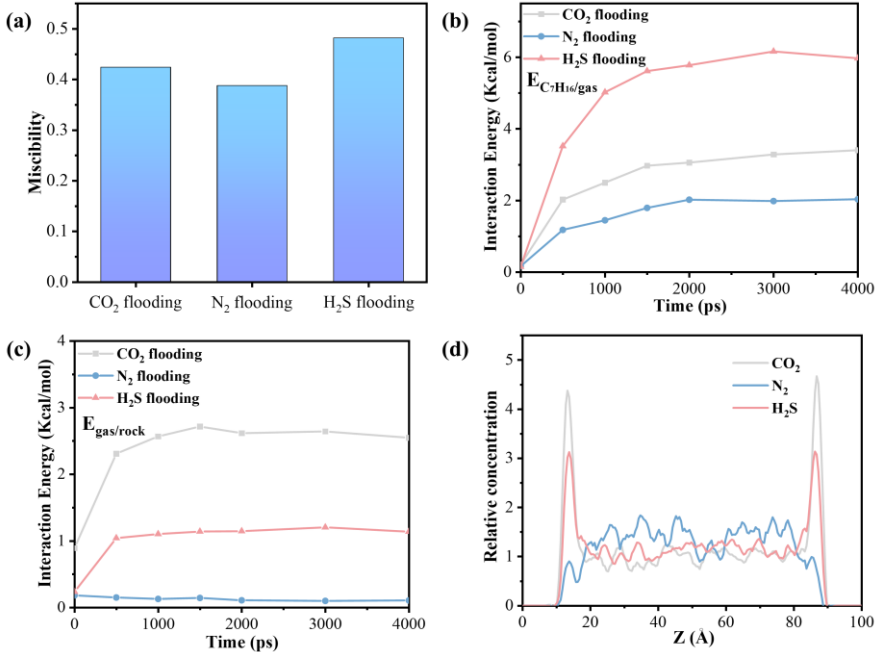 (a)
0.5
0.4
0.3
0.2
0.1
0.0
Miscibility
CO₂ flooding
N₂ flooding
H₂S flooding
(b)
CO₂ flooding
N₂ flooding
H₂S flooding
E_C₇H₁₆/gas
6
4
2
0
Interaction Energy (Kcal/mol)
0 1000 2000 3000 4000
Time (ps)
(c)
CO₂ flooding
N₂ flooding
H₂S flooding
E_gas/rock
4
3
2
1
0
Interaction Energy (Kcal/mol)
0 1000 2000 3000 4000
Time (ps)
(d)
CO₂
N₂
H₂S
5
4
3
2
1
0
Relative concentration
0 20 40 60 80 100
Z (Å)